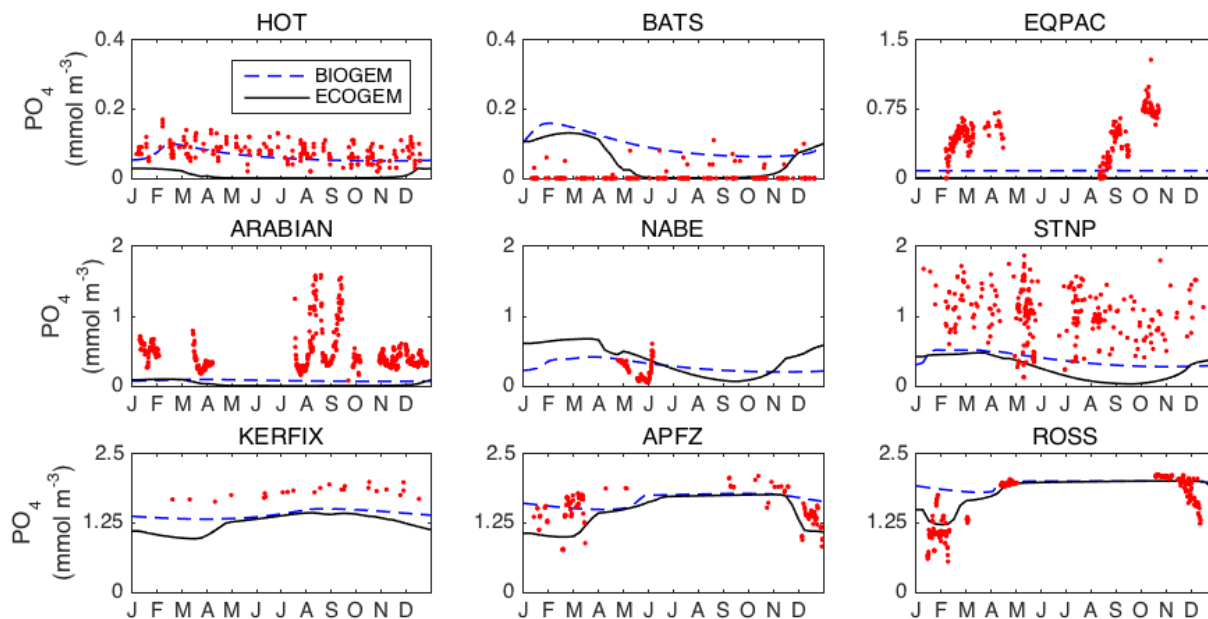 HOT
BATS
EQPAC
PO4
(mmol m-3)
0.4
0.2
0
BIOGEM
ECOGEM
J F M A M J J A S O N D
0.4
0.2
0
J F M A M J J A S O N D
1.5
0.75
0
J F M A M J J A S O N D
ARABIAN
NABE
STNP
PO4
(mmol m-3)
2
1
0
J F M A M J J A S O N D
2
1
0
J F M A M J J A S O N D
2
1
0
J F M A M J J A S O N D
KERFIX
APFZ
ROSS
PO4
(mmol m-3)
2.5
1.25
0
J F M A M J J A S O N D
2.5
1.25
0
J F M A M J J A S O N D
2.5
1.25
0
J F M A M J J A S O N D